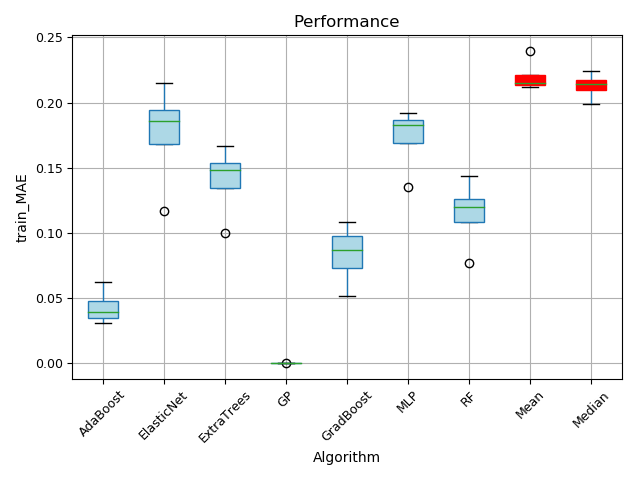 Performance
0.25
0.20
0.15
0.10
0.05
0.00
train_MAE
AdaBoost
ElasticNet
ExtraTrees
GP
GradBoost
MLP
RF
Mean
Median
Algorithm